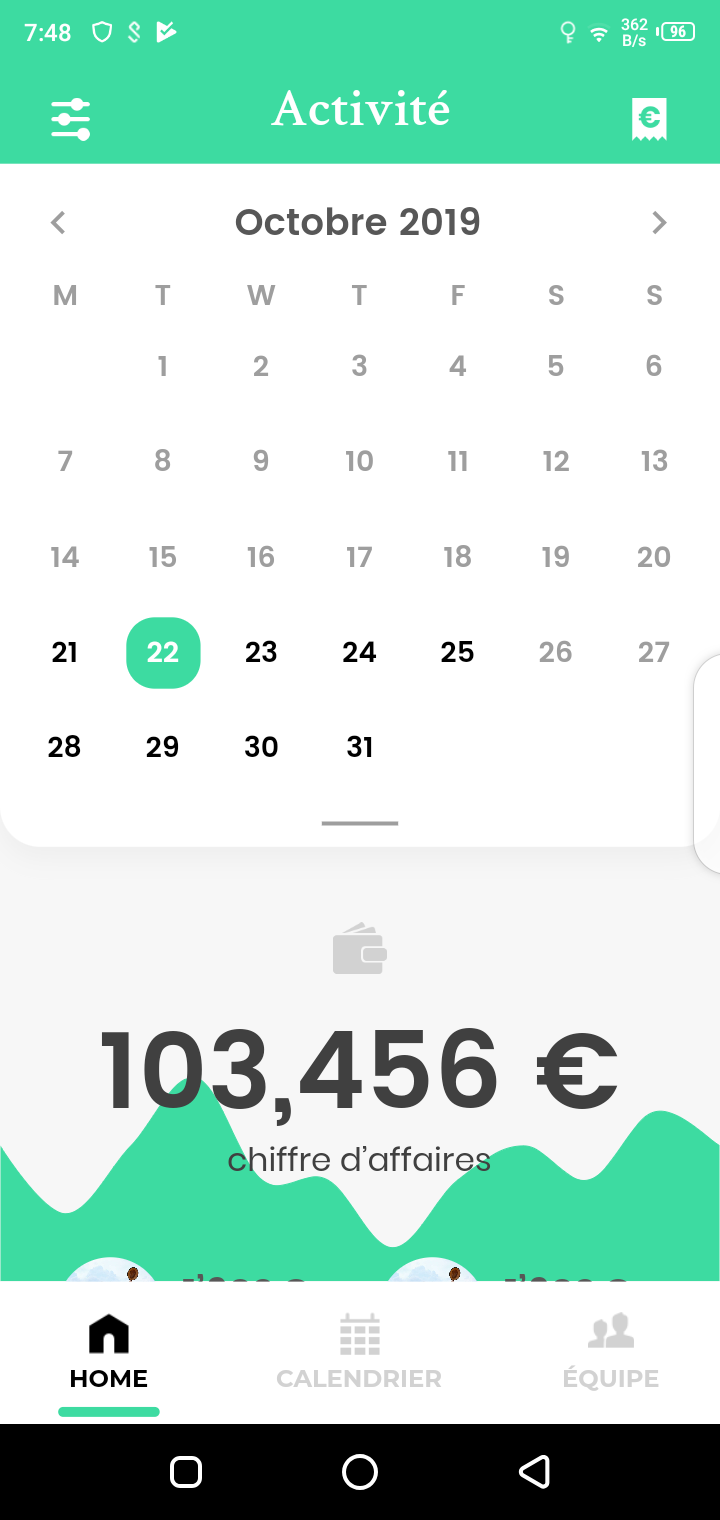 7:48 362 B/s 96
Activité
€
Octobre 2019
M T W T F S S
1 2 3 4 5 6
7 8 9 10 11 12 13
14 15 16 17 18 19 20
21 22 23 24 25 26 27
28 29 30 31
103,456 €
chiffre d’affaires
HOME CALENDRIER ÉQUIPE